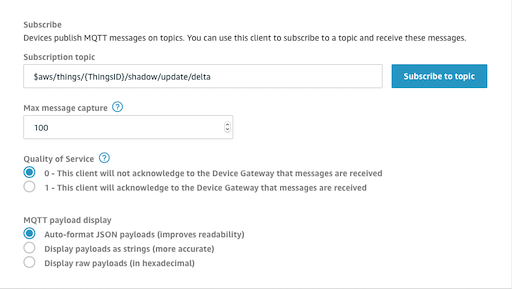 Subscribe
Devices publish MQTT messages on topics. You can use this client to subscribe to a topic and receive these messages.
Subscription topic
$aws/things/{ThingsID}/shadow/update/delta
Subscribe to topic
Max message capture ?
100
Quality of Service ?
0 - This client will not acknowledge to the Device Gateway that messages are received
1 - This client will acknowledge to the Device Gateway that messages are received
MQTT payload display
Auto-format JSON payloads (improves readability)
Display payloads as strings (more accurate)
Display raw payloads (in hexadecimal)